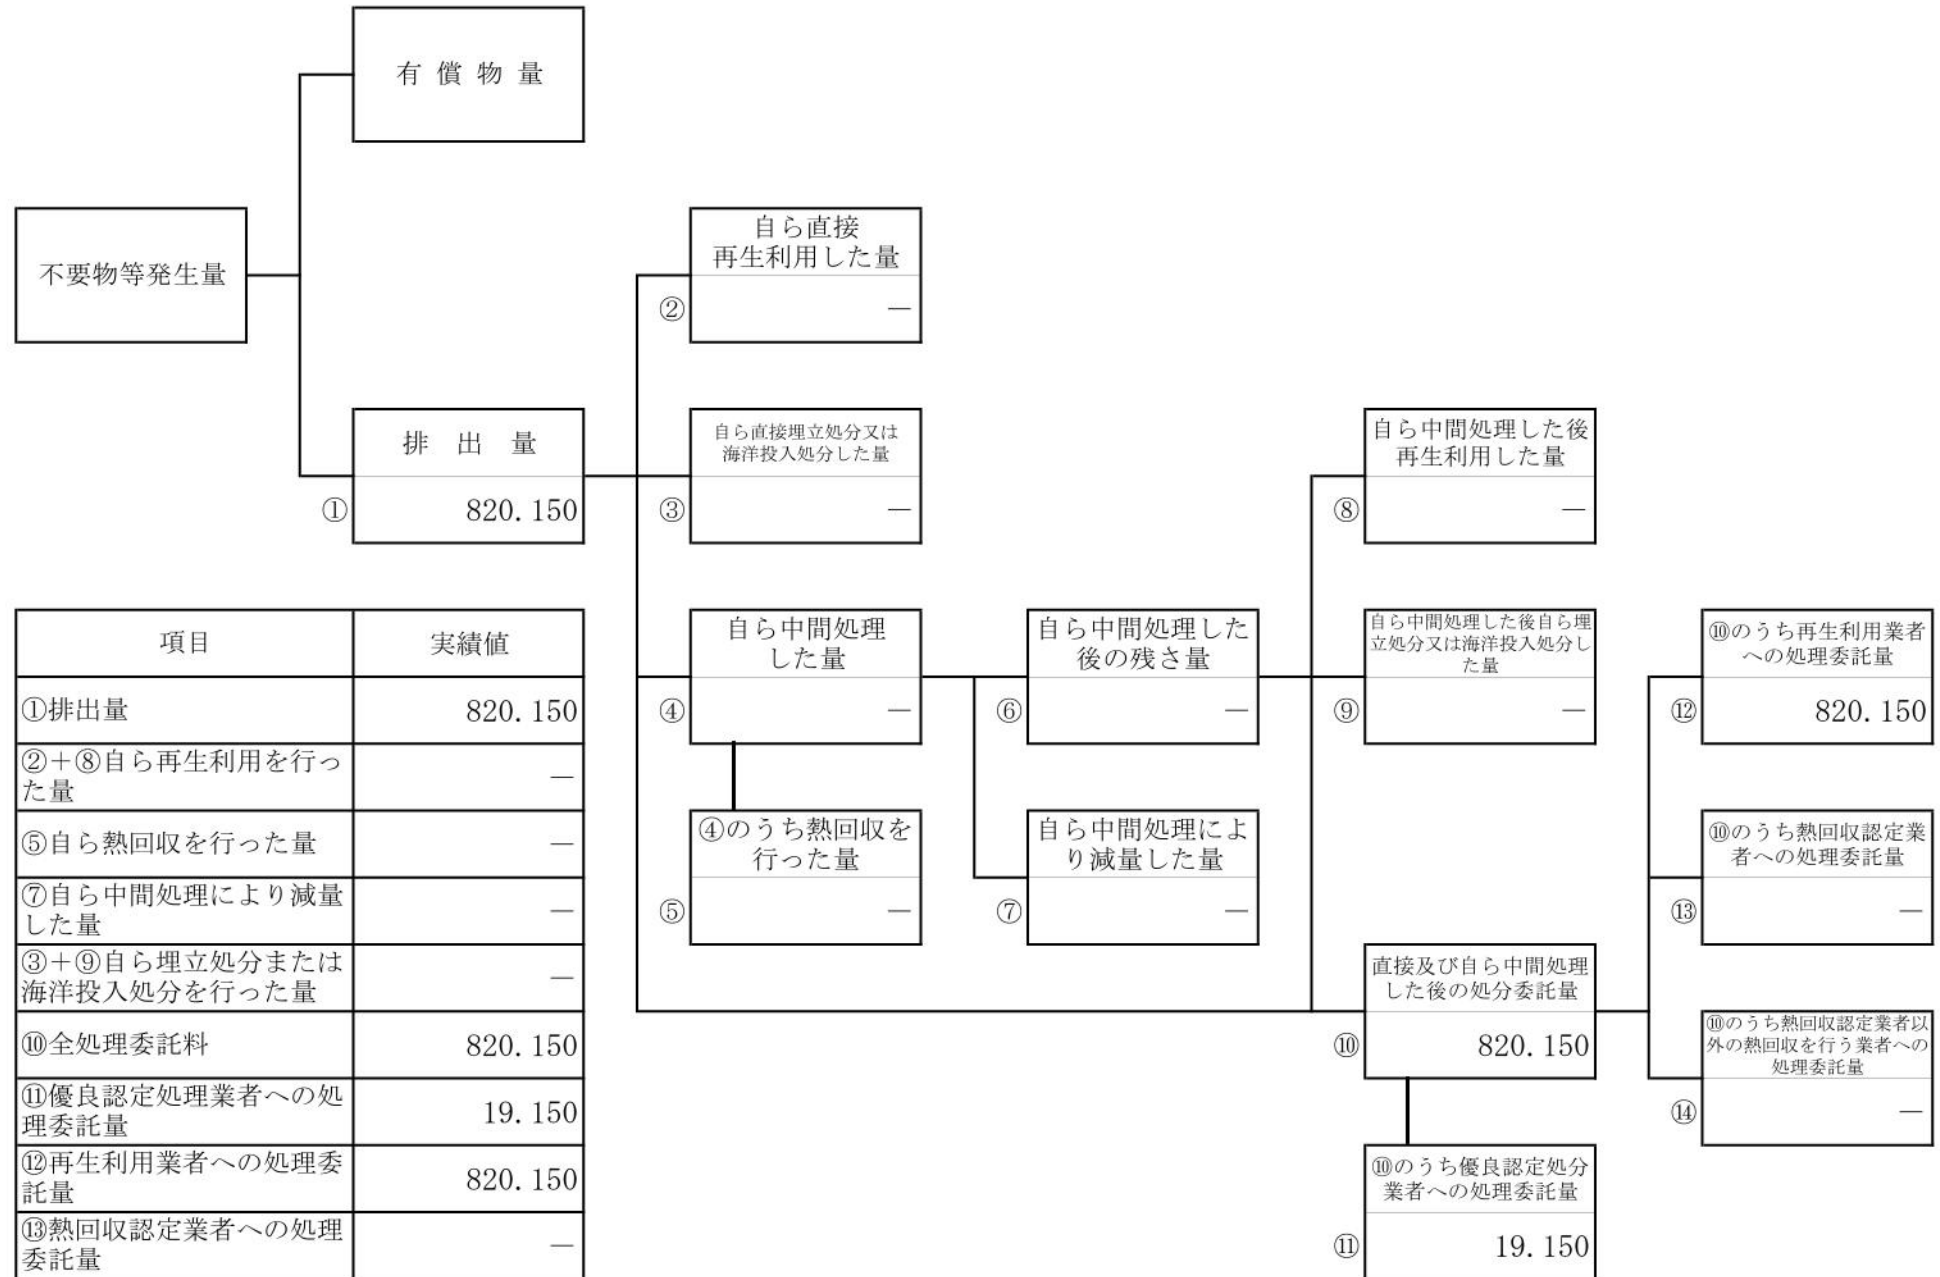 有償物量
不要物等発生量
自ら直接
再生利用した量
②
―
排出量
①
820.150
自ら直接埋立処分又は
海洋投入処分した量
③
―
自ら中間処理した後
再生利用した量
⑧
―
自ら中間処理
した量
④
―
自ら中間処理した
後の残さ量
⑥
―
自ら中間処理した後自ら埋
立処分又は海洋投入処分し
た量
⑨
―
⑩のうち再生利用業者
への処理委託量
⑫
820.150
④のうち熱回収を
行った量
⑤
―
自ら中間処理によ
り減量した量
⑦
―
⑩のうち熱回収認定業
者への処理委託量
⑬
―
直接及び自ら中間処理
した後の処分委託量
⑩
820.150
⑩のうち熱回収認定業者以
外の熱回収を行う業者への
処理委託量
⑭
―
⑩のうち優良認定処分
業者への処理委託量
⑪
19.150
項目
実績値
①排出量
820.150
②＋⑧自ら再生利用を行っ
た量
―
⑤自ら熱回収を行った量
―
⑦自ら中間処理により減量
した量
―
③＋⑨自ら埋立処分または
海洋投入処分を行った量
―
⑩全処理委託料
820.150
⑪優良認定処理業者への処
理委託量
19.150
⑫再生利用業者への処理委
託量
820.150
⑬熱回収認定業者への処理
委託量
―